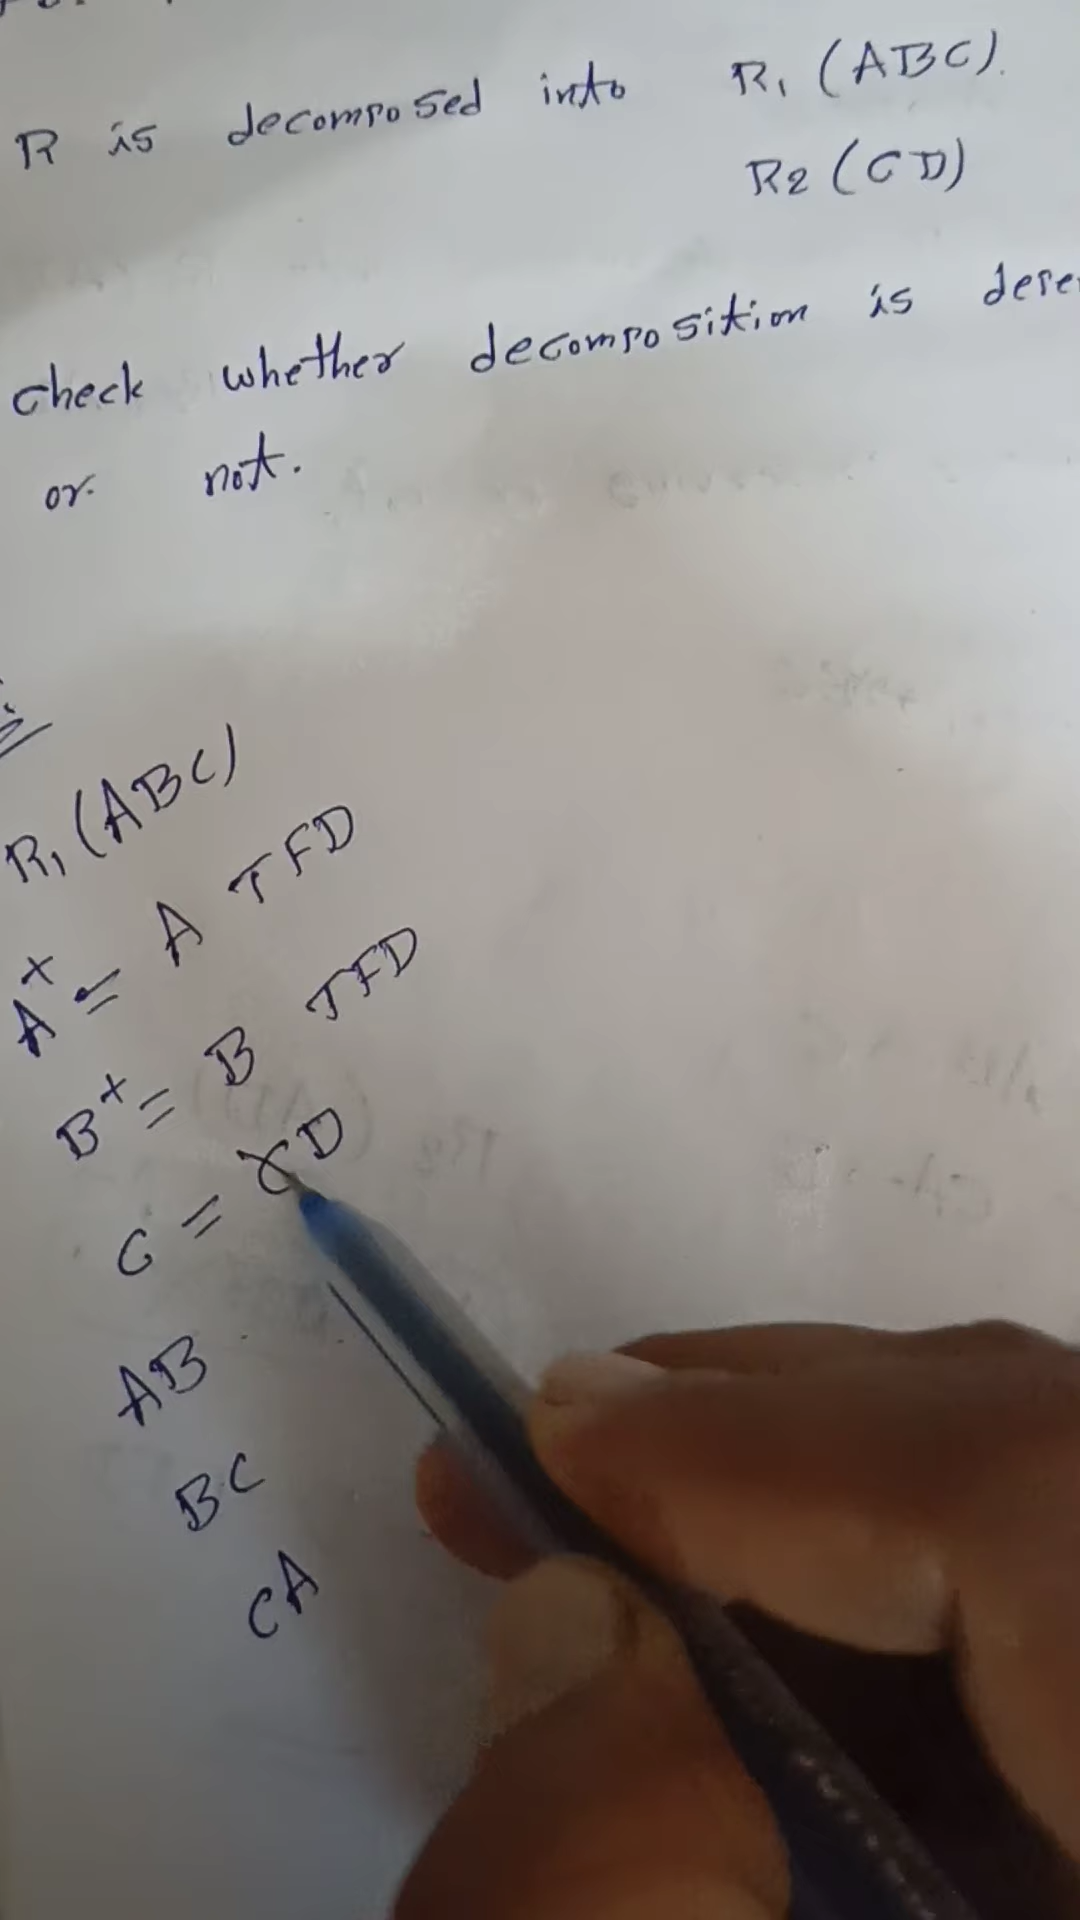 R is decomposed into R1 (ABC).
R2 (CD)
check whether decomposition is depe
or not.
R1 (ABC)
A+ = A TFD
B+ = B TFD
C = CD
AB
BC
CA